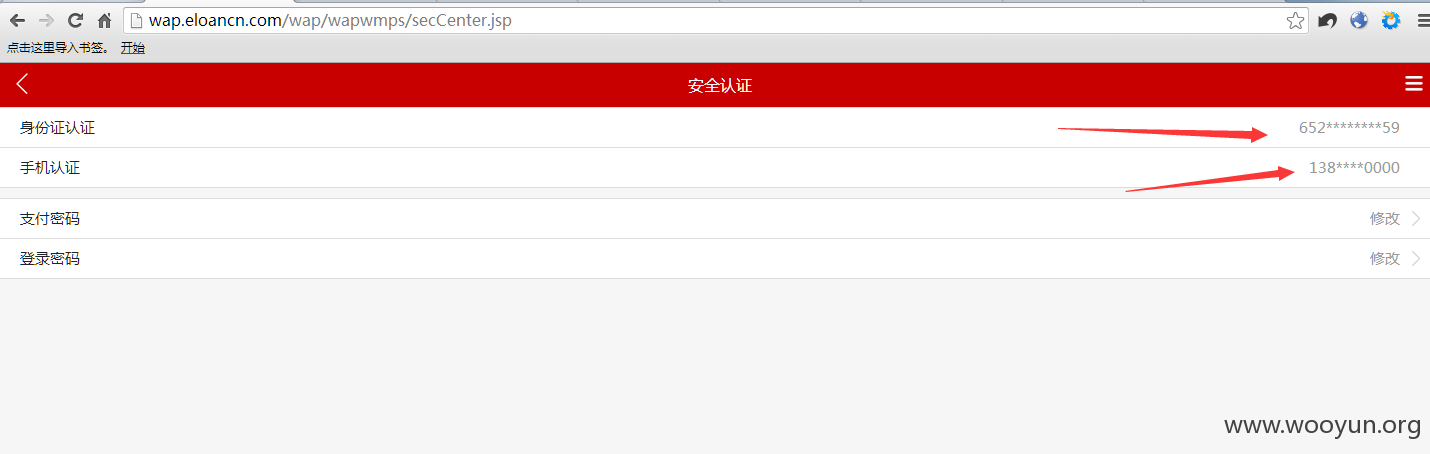 wap.eloancn.com/wap/wapwmps/secCenter.jsp
点击这里导入书签。 开始
安全认证
身份证认证 652********59
手机认证 138****0000
支付密码 修改
登录密码 修改
www.wooyun.org